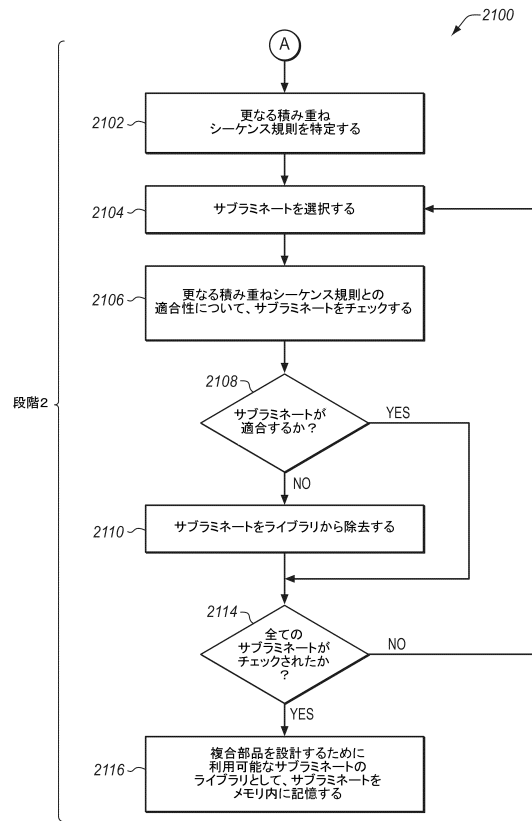 2100
A
2102
更なる積み重ね
シーケンス規則を特定する
2104
サブラミネートを選択する
2106
更なる積み重ねシーケンス規則との
適合性について、サブラミネートをチェックする
段階2
2108
サブラミネートが
適合するか？
YES
NO
2110
サブラミネートをライブラリから除去する
2114
全ての
サブラミネートが
チェックされたか
？
NO
YES
2116
複合部品を設計するために
利用可能なサブラミネートの
ライブラリとして、サブラミネートを
メモリ内に記憶する